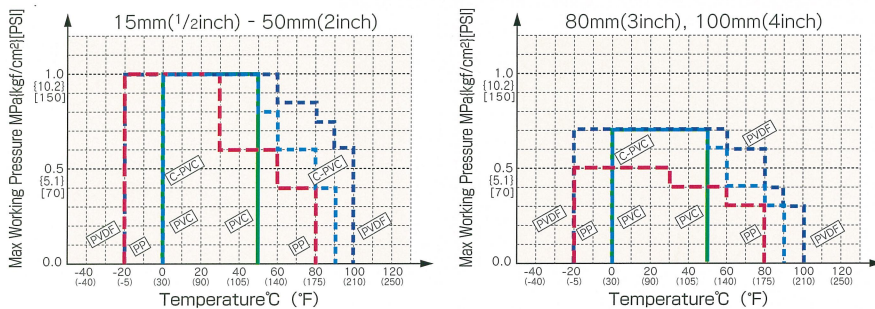 15mm(1/2inch) - 50mm(2inch)
Max Working Pressure MPa{kgf/cm²}[PSI]
1.0
{10.2}
[150]
0.5
{5.1}
[70]
0.0
C-PVC
C-PVC
PVDF
PP
PVC
PVC
PP
PVDF
-40 -20 0 20 40 60 80 100 120
(-40) (-5) (30) (90) (105) (140) (175) (210) (250)
Temperature℃ (°F)
80mm(3inch), 100mm(4inch)
Max Working Pressure MPa{kgf/cm²}[PSI]
1.0
{10.2}
[150]
0.5
{5.1}
[70]
0.0
C-PVC
PVDF
PVDF
PP
PVC
PVC
PP
PVDF
-40 -20 0 20 40 60 80 100 120
(-40) (-5) (30) (90) (105) (140) (175) (210) (250)
Temperature℃ (°F)